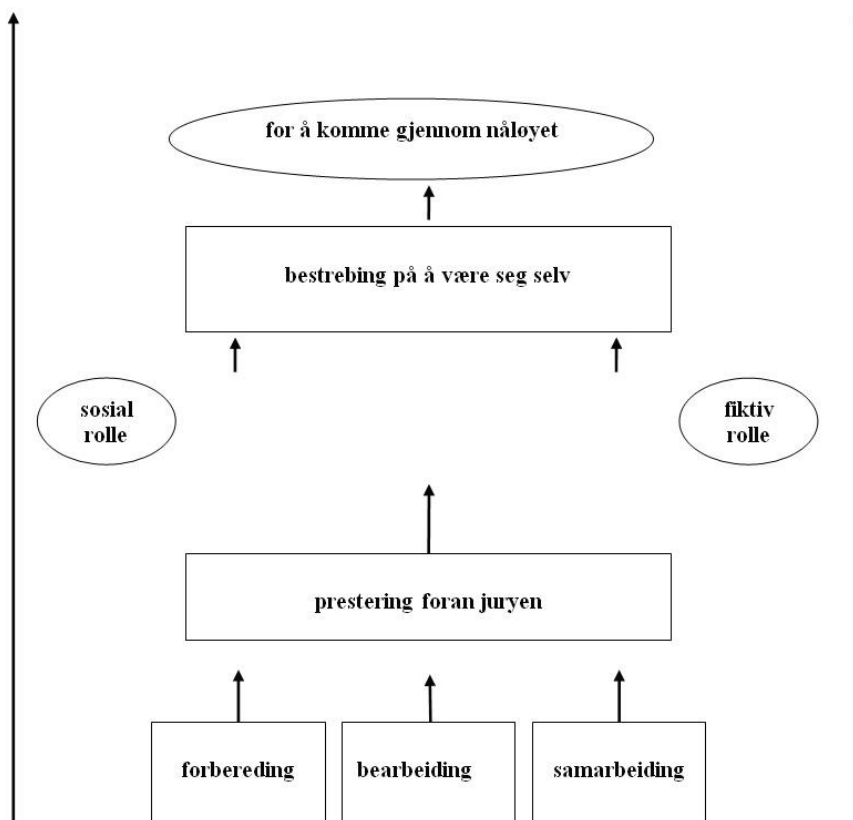 for å komme gjennom nåløyet
bestrebing på å være seg selv
sosial
rolle
fiktiv
rolle
prestering foran juryen
forbereding
bearbeiding
samarbeiding